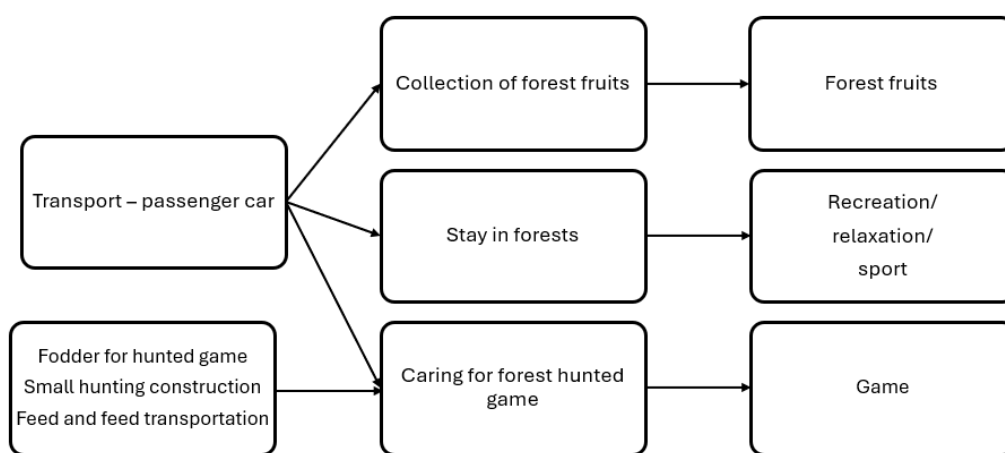 Transport – passenger car
Fodder for hunted game
Small hunting construction
Feed and feed transportation
Collection of forest fruits
Stay in forests
Caring for forest hunted
game
Forest fruits
Recreation/
relaxation/
sport
Game